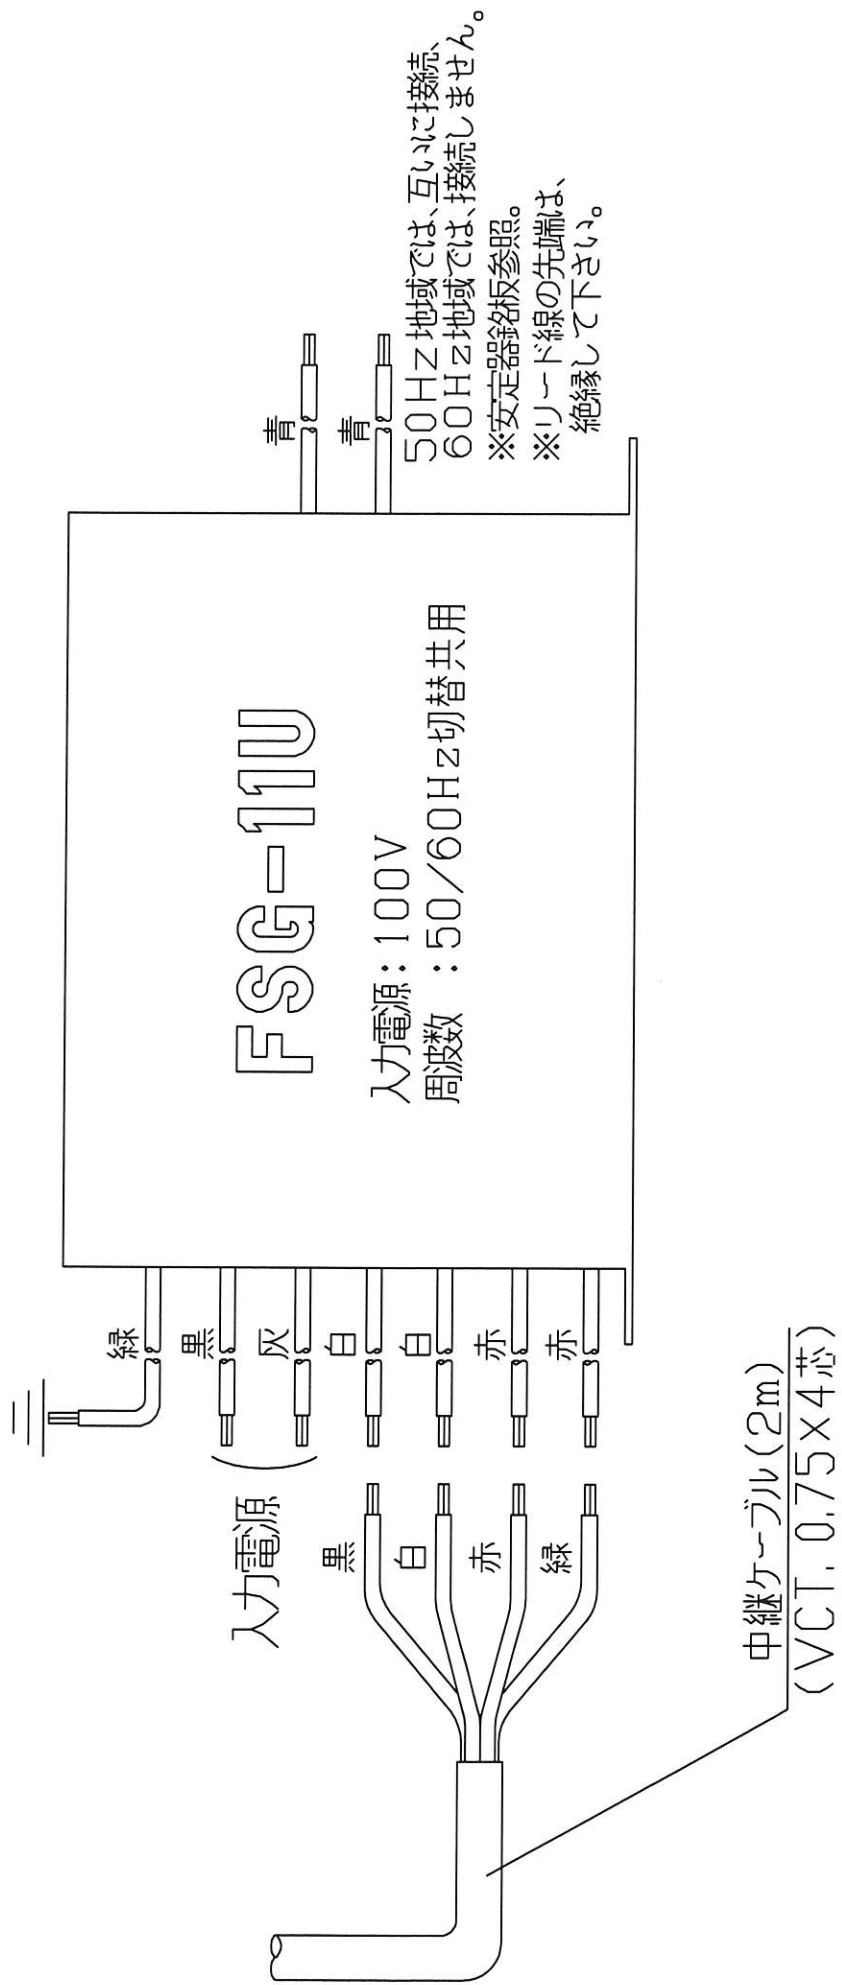 FSG-11U
入力電源:100V
周波数 :50/60Hz切替共用
緑
黒
灰
白
白
赤
赤
入力電源
黒
白
赤
緑
青
青
50Hz地域では、互いに接続、
60Hz地域では、接続しません。
※安定器銘板参照。
※リード線の先端は、
絶縁して下さい。
中継ケーブル(2m)
(VCT. 0.75×4芯)